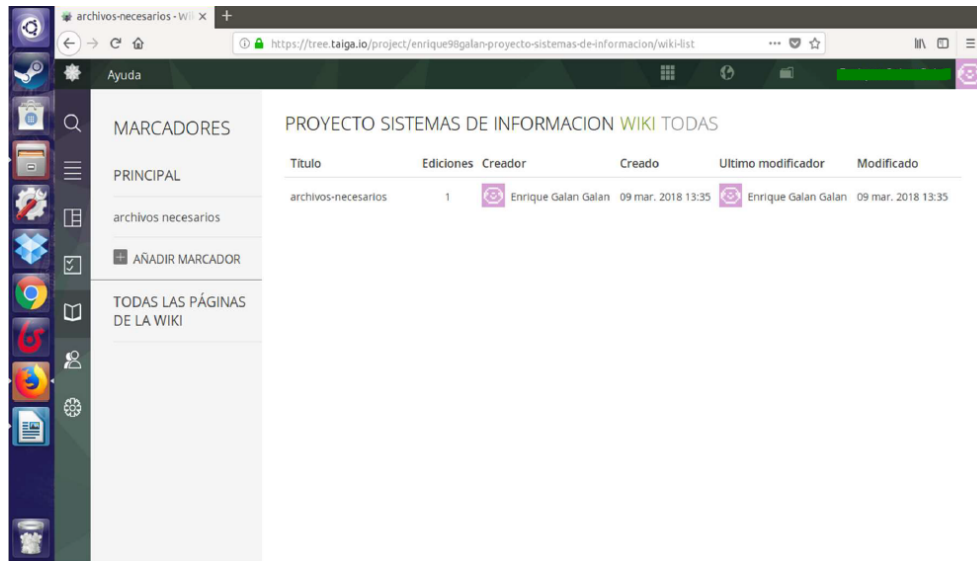 archivos-necesarios - Wi
https://tree.taiga.io/project/enrique98galan-proyecto-sistemas-de-informacion/wiki-list
Ayuda
MARCADORES
PRINCIPAL
archivos necesarios
AÑADIR MARCADOR
TODAS LAS PÁGINAS
DE LA WIKI
PROYECTO SISTEMAS DE INFORMACION WIKI TODAS
Título Ediciones Creador Creado Ultimo modificador Modificado
archivos-necesarios 1 Enrique Galan Galan 09 mar. 2018 13:35 Enrique Galan Galan 09 mar. 2018 13:35